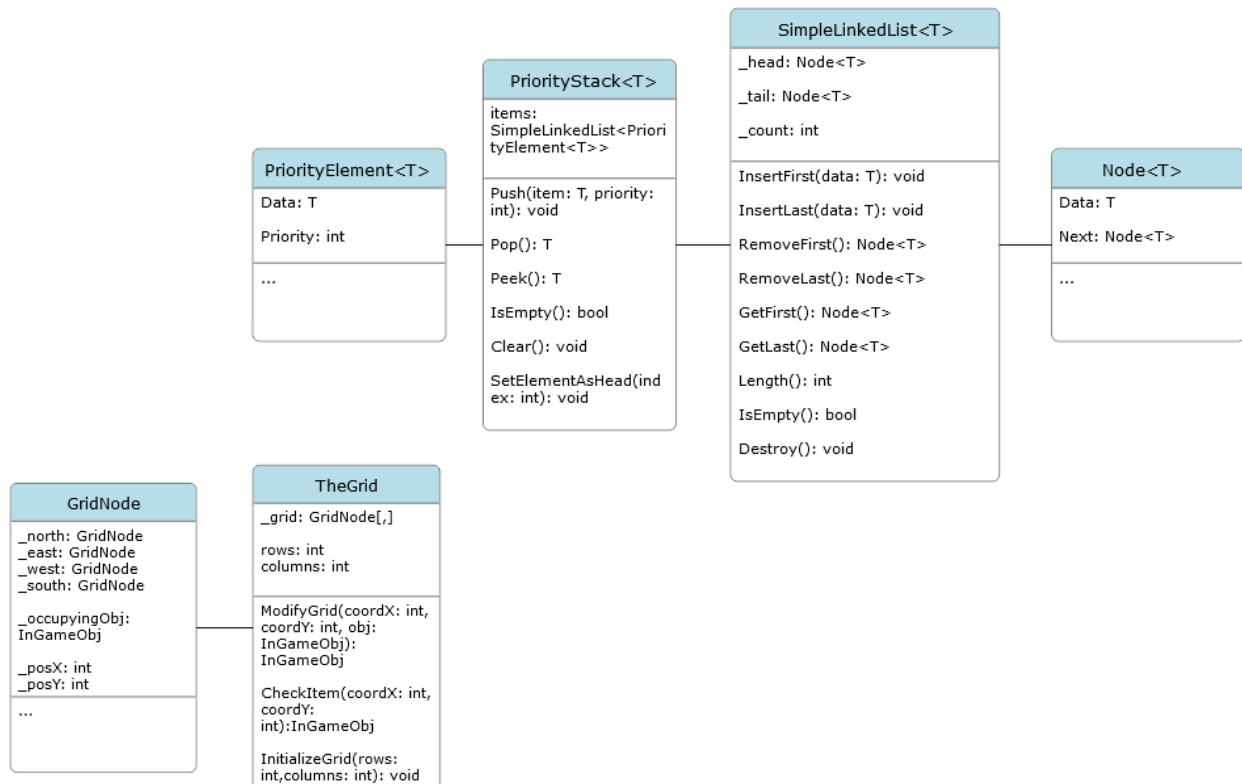 SimpleLinkedList<T>
_head: Node<T>
_tail: Node<T>
_count: int
InsertFirst(data: T): void
InsertLast(data: T): void
RemoveFirst(): Node<T>
RemoveLast(): Node<T>
GetFirst(): Node<T>
GetLast(): Node<T>
Length(): int
IsEmpty(): bool
Destroy(): void
PriorityStack<T>
items:
SimpleLinkedList<Priori
tyElement<T>>
Push(item: T, priority:
int): void
Pop(): T
Peek(): T
IsEmpty(): bool
Clear(): void
SetElementAsHead(ind
ex: int): void
PriorityElement<T>
Data: T
Priority: int
...
Node<T>
Data: T
Next: Node<T>
...
GridNode
_north: GridNode
_east: GridNode
_west: GridNode
_south: GridNode
_occupyingObj:
InGameObj
_posX: int
_posY: int
...
TheGrid
_grid: GridNode[,]
rows: int
columns: int
ModifyGrid(coordX: int,
coordY: int, obj:
InGameObj):
InGameObj
CheckItem(coordX: int,
coordY:
int):InGameObj
InitializeGrid(rows:
int,columns: int): void